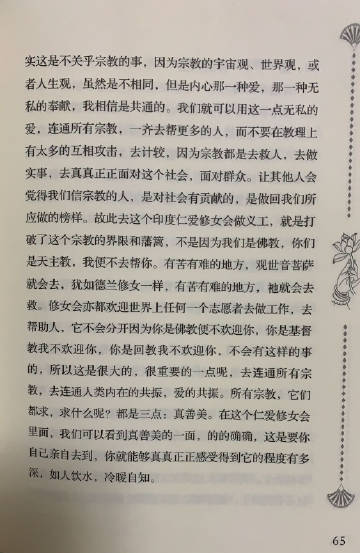 实这是不关乎宗教的事，因为宗教的宇宙观、世界观，或
者人生观，虽然是不相同，但是内心那一种爱，那一种无
私的奉献，我相信是共通的。我们就可以用这一点无私的
爱，连通所有宗教，一齐去帮更多的人，而不要在教理上
有太多的互相攻击，去计较，因为宗教都是去救人，去做
实事，去真真正正面对这个社会，面对群众。让其他人会
觉得我们信宗教的人，是对社会有贡献的，是做回我们所
应做的榜样。故此去这个印度仁爱修女会做义工，就是打
破了这个宗教的界限和藩篱，不是因为我们是佛教，你们
是天主教，我便不去帮你。有苦有难的地方，观世音菩萨
就会去，犹如德兰修女一样，有苦有难的地方，祂就会去
救。修女会亦都欢迎世界上任何一个志愿者去做工作，去
帮助人，它不会分开因为你是佛教便不欢迎你，你是基督
教我不欢迎你，你是回教我不欢迎你，不会有这样的事
的，所以这是很大的，很重要的一点呢，去连通所有宗
教，去连通人类内在的共振，爱的共振。所有宗教，它们
都求，求什么呢？都是三点：真善美。在这个仁爱修女会
里面，我们可以看到真善美的一面，的的确确，这是要你
自己亲自去到，你就能够真真正正感受得到它的程度有多
深，如人饮水，冷暖自知。
65